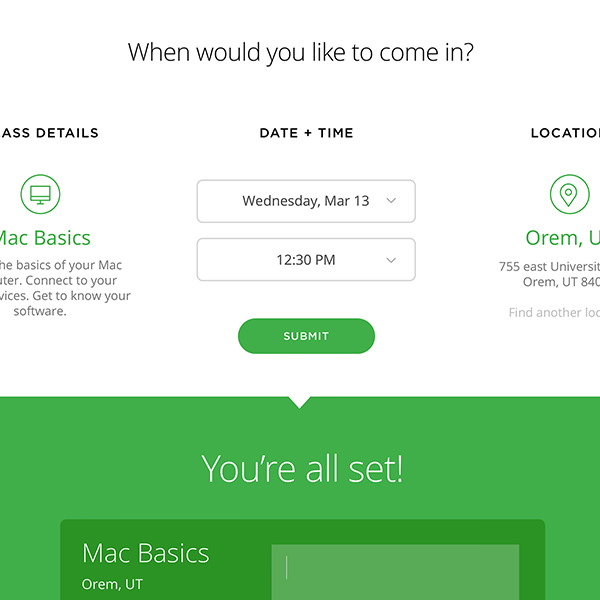 When would you like to come in?
ASS DETAILS
DATE + TIME
LOCATIO
Mac Basics
he basics of your Mac
uter. Connect to your
vices. Get to know your
software.
Wednesday, Mar 13
12:30 PM
SUBMIT
Orem, U
755 east Universit
Orem, UT 840
Find another loc
You're all set!
Mac Basics
Orem, UT